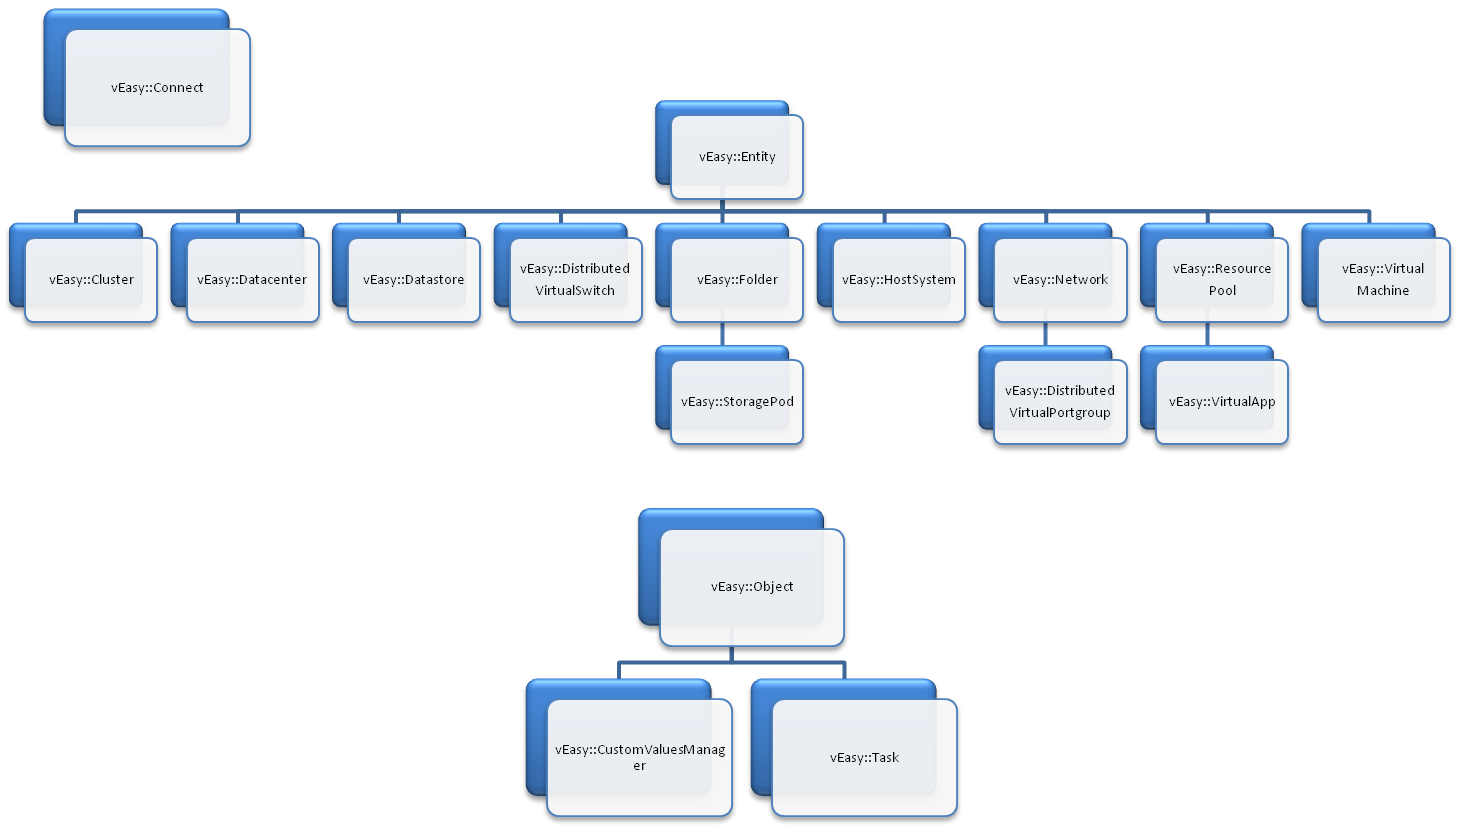 vEasy::Connect
vEasy::Entity
vEasy::Cluster
vEasy::Datacenter
vEasy::Datastore
vEasy::Distributed
VirtualSwitch
vEasy::Folder
vEasy::HostSystem
vEasy::Network
vEasy::Resource
Pool
vEasy::Virtual
Machine
vEasy::StoragePod
vEasy::Distributed
VirtualPortgroup
vEasy::VirtualApp
vEasy::Object
vEasy::CustomValuesManag
er
vEasy::Task